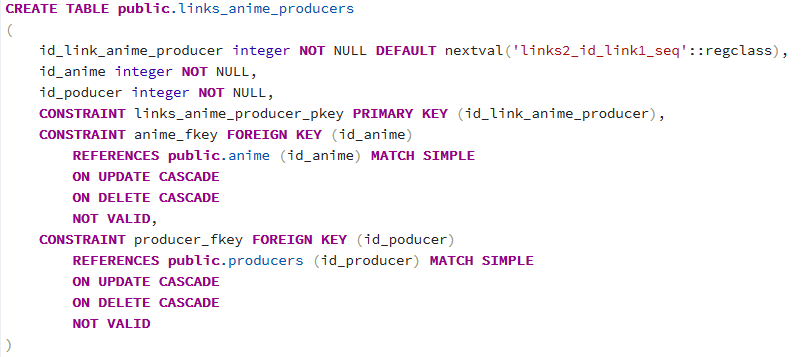 CREATE TABLE public.links_anime_producers
(
    id_link_anime_producer integer NOT NULL DEFAULT nextval('links2_id_link1_seq'::regclass),
    id_anime integer NOT NULL,
    id_poducer integer NOT NULL,
    CONSTRAINT links_anime_producer_pkey PRIMARY KEY (id_link_anime_producer),
    CONSTRAINT anime_fkey FOREIGN KEY (id_anime)
        REFERENCES public.anime (id_anime) MATCH SIMPLE
        ON UPDATE CASCADE
        ON DELETE CASCADE
        NOT VALID,
    CONSTRAINT producer_fkey FOREIGN KEY (id_poducer)
        REFERENCES public.producers (id_producer) MATCH SIMPLE
        ON UPDATE CASCADE
        ON DELETE CASCADE
        NOT VALID
)